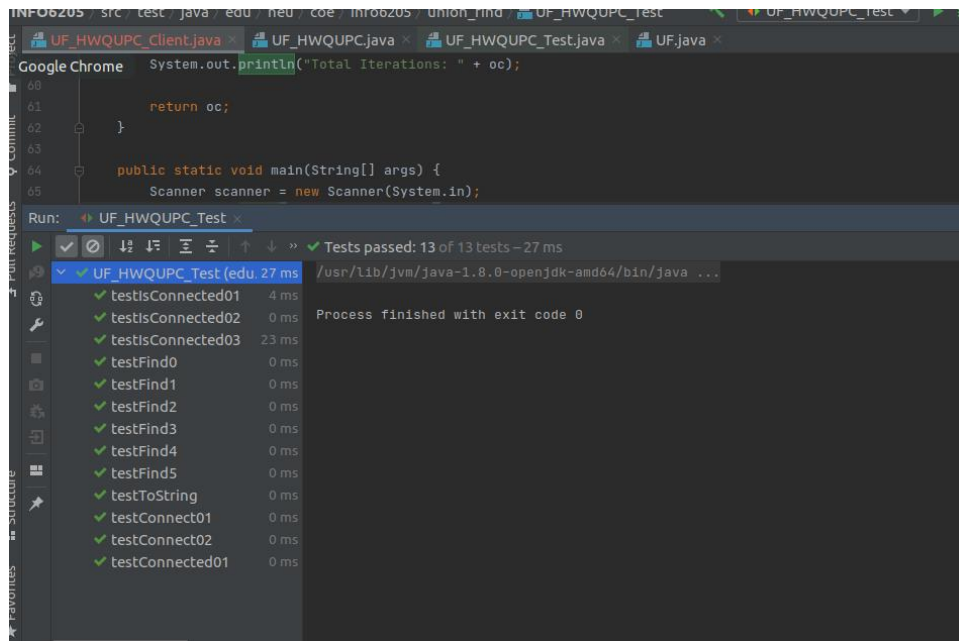 INFO6205 / src / test / java / edu / neu / coe / info6205 / union_find / UF_HWQUPC_Test UF_HWQUPC_Test
UF_HWQUPC_Client.java × UF_HWQUPC.java × UF_HWQUPC_Test.java × UF.java ×
Google Chrome System.out.println("Total Iterations: " + oc);
60
61 return oc;
62 }
63
64 public static void main(String[] args) {
65 Scanner scanner = new Scanner(System.in);
Commit
Pull Requests
Run: UF_HWQUPC_Test ×
» Tests passed: 13 of 13 tests – 27 ms
UF_HWQUPC_Test (edu. 27 ms /usr/lib/jvm/java-1.8.0-openjdk-amd64/bin/java ...
testIsConnected01 4 ms
testIsConnected02 0 ms Process finished with exit code 0
testIsConnected03 23 ms
testFind0 0 ms
testFind1 0 ms
testFind2 0 ms
testFind3 0 ms
testFind4 0 ms
testFind5 0 ms
testToString 0 ms
testConnect01 0 ms
testConnect02 0 ms
testConnected01 0 ms
Structure
Favorites